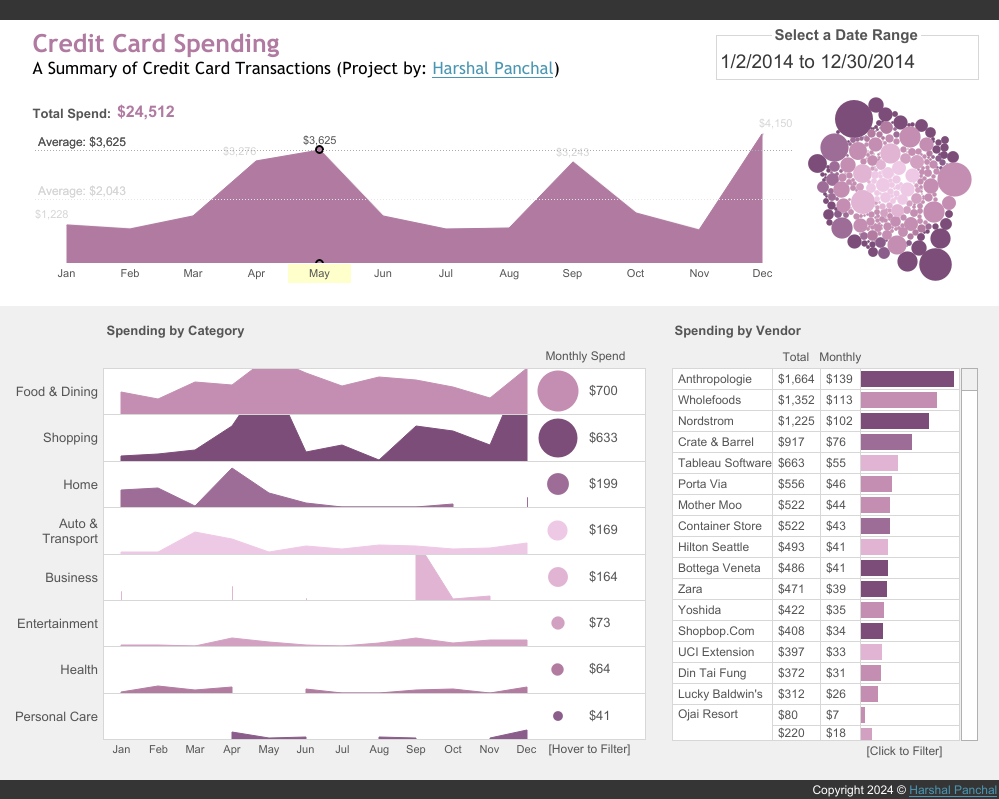 Credit Card Spending
A Summary of Credit Card Transactions (Project by: Harshal Panchal)
Select a Date Range
1/2/2014 to 12/30/2014
Total Spend: $24,512
Average: $3,625
$3,276
$3,625
$3,243
$4,150
Average: $2,043
$1,228
Jan Feb Mar Apr May Jun Jul Aug Sep Oct Nov Dec
Spending by Category
Monthly Spend
Food & Dining $700
Shopping $633
Home $199
Auto &
Transport $169
Business $164
Entertainment $73
Health $64
Personal Care $41
Jan Feb Mar Apr May Jun Jul Aug Sep Oct Nov Dec [Hover to Filter]
Spending by Vendor
Total Monthly
Anthropologie $1,664 $139
Wholefoods $1,352 $113
Nordstrom $1,225 $102
Crate & Barrel $917 $76
Tableau Software $663 $55
Porta Via $556 $46
Mother Moo $522 $44
Container Store $522 $43
Hilton Seattle $493 $41
Bottega Veneta $486 $41
Zara $471 $39
Yoshida $422 $35
Shopbop.Com $408 $34
UCI Extension $397 $33
Din Tai Fung $372 $31
Lucky Baldwin's $312 $26
Ojai Resort $80 $7
$220 $18
[Click to Filter]
Copyright 2024 © Harshal Panchal